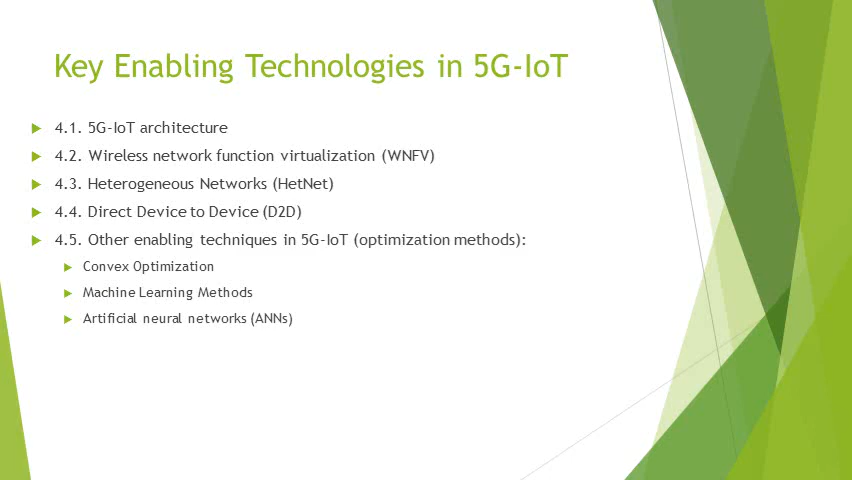 Key Enabling Technologies in 5G-IoT
4.1. 5G-IoT architecture
4.2. Wireless network function virtualization (WNFV)
4.3. Heterogeneous Networks (HetNet)
4.4. Direct Device to Device (D2D)
4.5. Other enabling techniques in 5G-IoT (optimization methods):
Convex Optimization
Machine Learning Methods
Artificial neural networks (ANNs)